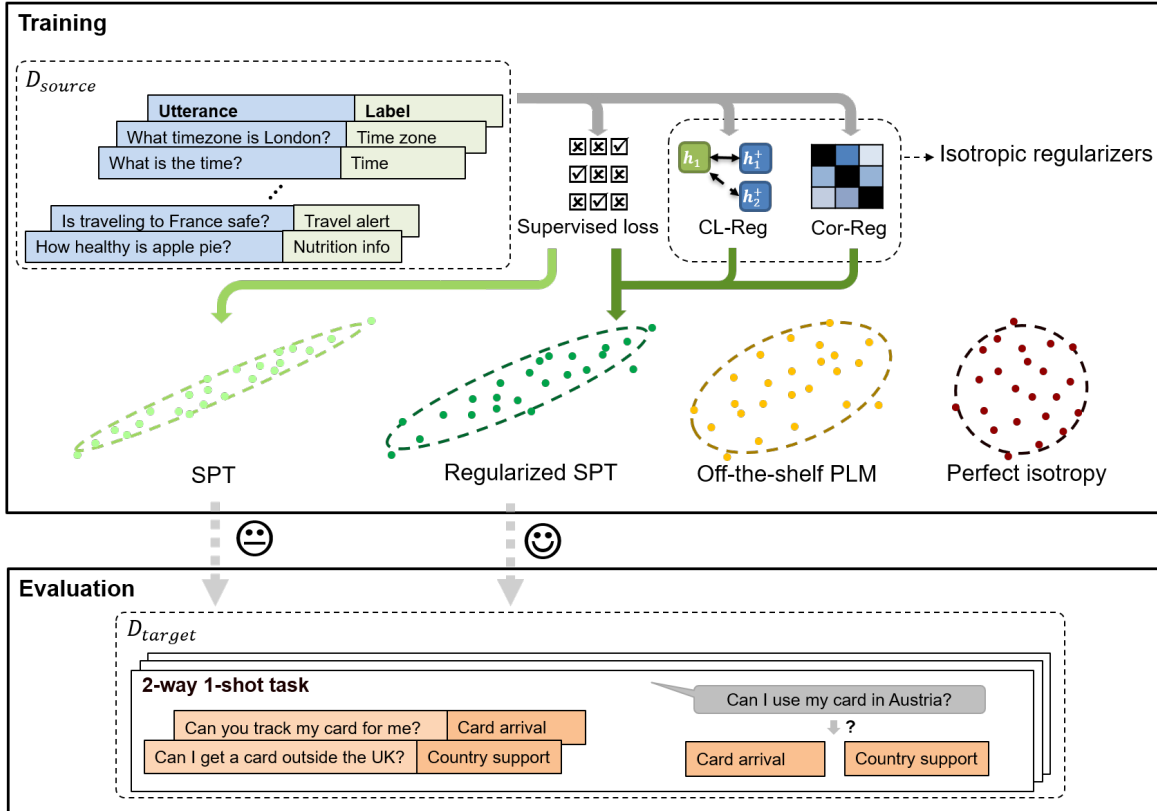 Training
D_source
Utterance Label
What timezone is London? Time zone
What is the time? Time
Is traveling to France safe? Travel alert
How healthy is apple pie? Nutrition info
Supervised loss
h₁ h₁⁺
h₂⁺
CL-Reg
Cor-Reg
Isotropic regularizers
SPT
Regularized SPT
Off-the-shelf PLM
Perfect isotropy
Evaluation
D_target
2-way 1-shot task
Can you track my card for me? Card arrival
Can I get a card outside the UK? Country support
Can I use my card in Austria?
?
Card arrival Country support